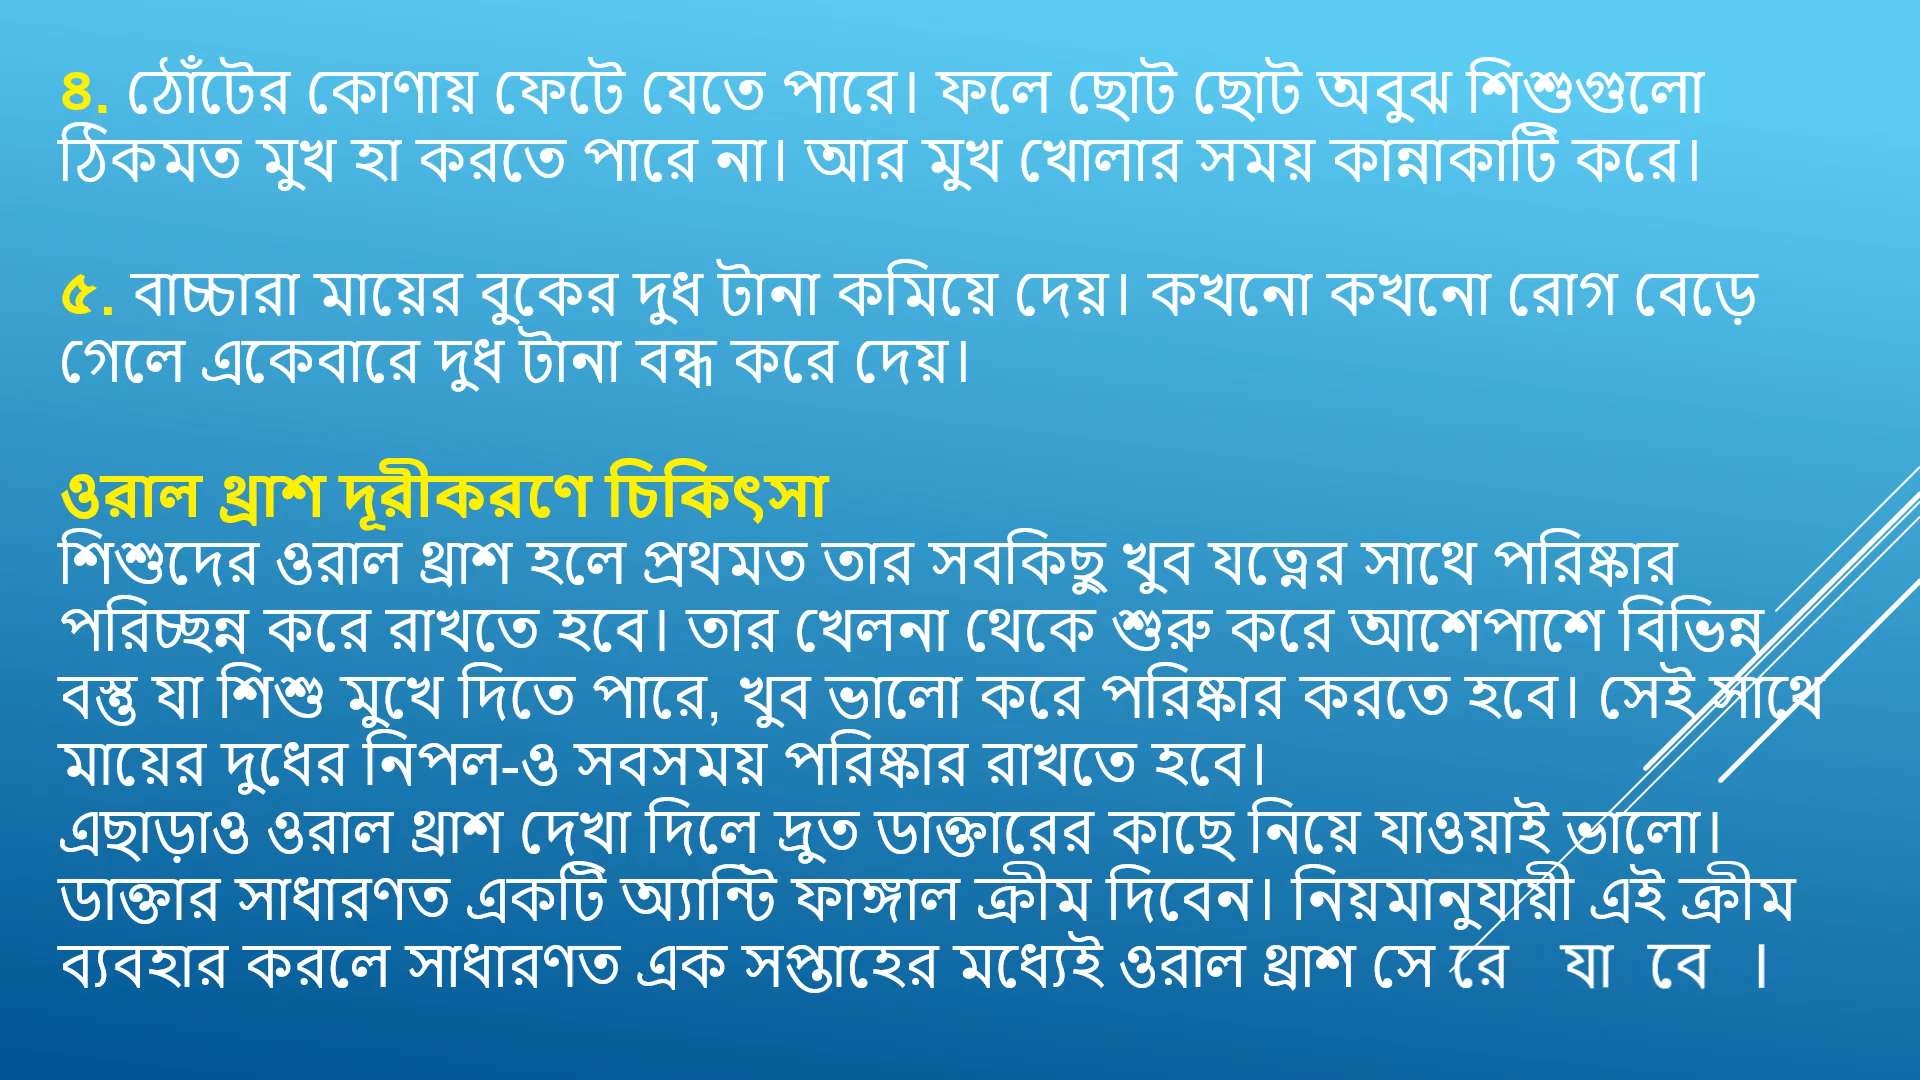 ৪. ঠোঁটের কোণায় ফেটে যেতে পারে। ফলে ছোট ছোট অবুঝ শিশুগুলো
ঠিকমত মুখ হা করতে পারে না। আর মুখ খোলার সময় কান্নাকাটি করে।
৫. বাচ্চারা মায়ের বুকের দুধ টানা কমিয়ে দেয়। কখনো কখনো রোগ বেড়ে
গেলে একেবারে দুধ টানা বন্ধ করে দেয়।
ওরাল থ্রাশ দূরীকরণে চিকিৎসা
শিশুদের ওরাল থ্রাশ হলে প্রথমত তার সবকিছু খুব যত্নের সাথে পরিষ্কার
পরিচ্ছন্ন করে রাখতে হবে। তার খেলনা থেকে শুরু করে আশেপাশে বিভিন্ন
বস্তু যা শিশু মুখে দিতে পারে, খুব ভালো করে পরিষ্কার করতে হবে। সেই সাথে
মায়ের দুধের নিপল-ও সবসময় পরিষ্কার রাখতে হবে।
এছাড়াও ওরাল থ্রাশ দেখা দিলে দ্রুত ডাক্তারের কাছে নিয়ে যাওয়াই ভালো।
ডাক্তার সাধারণত একটি অ্যান্টি ফাঙ্গাল ক্রীম দিবেন। নিয়মানুযায়ী এই ক্রীম
ব্যবহার করলে সাধারণত এক সপ্তাহের মধ্যেই ওরাল থ্রাশ সেরে যাবে।